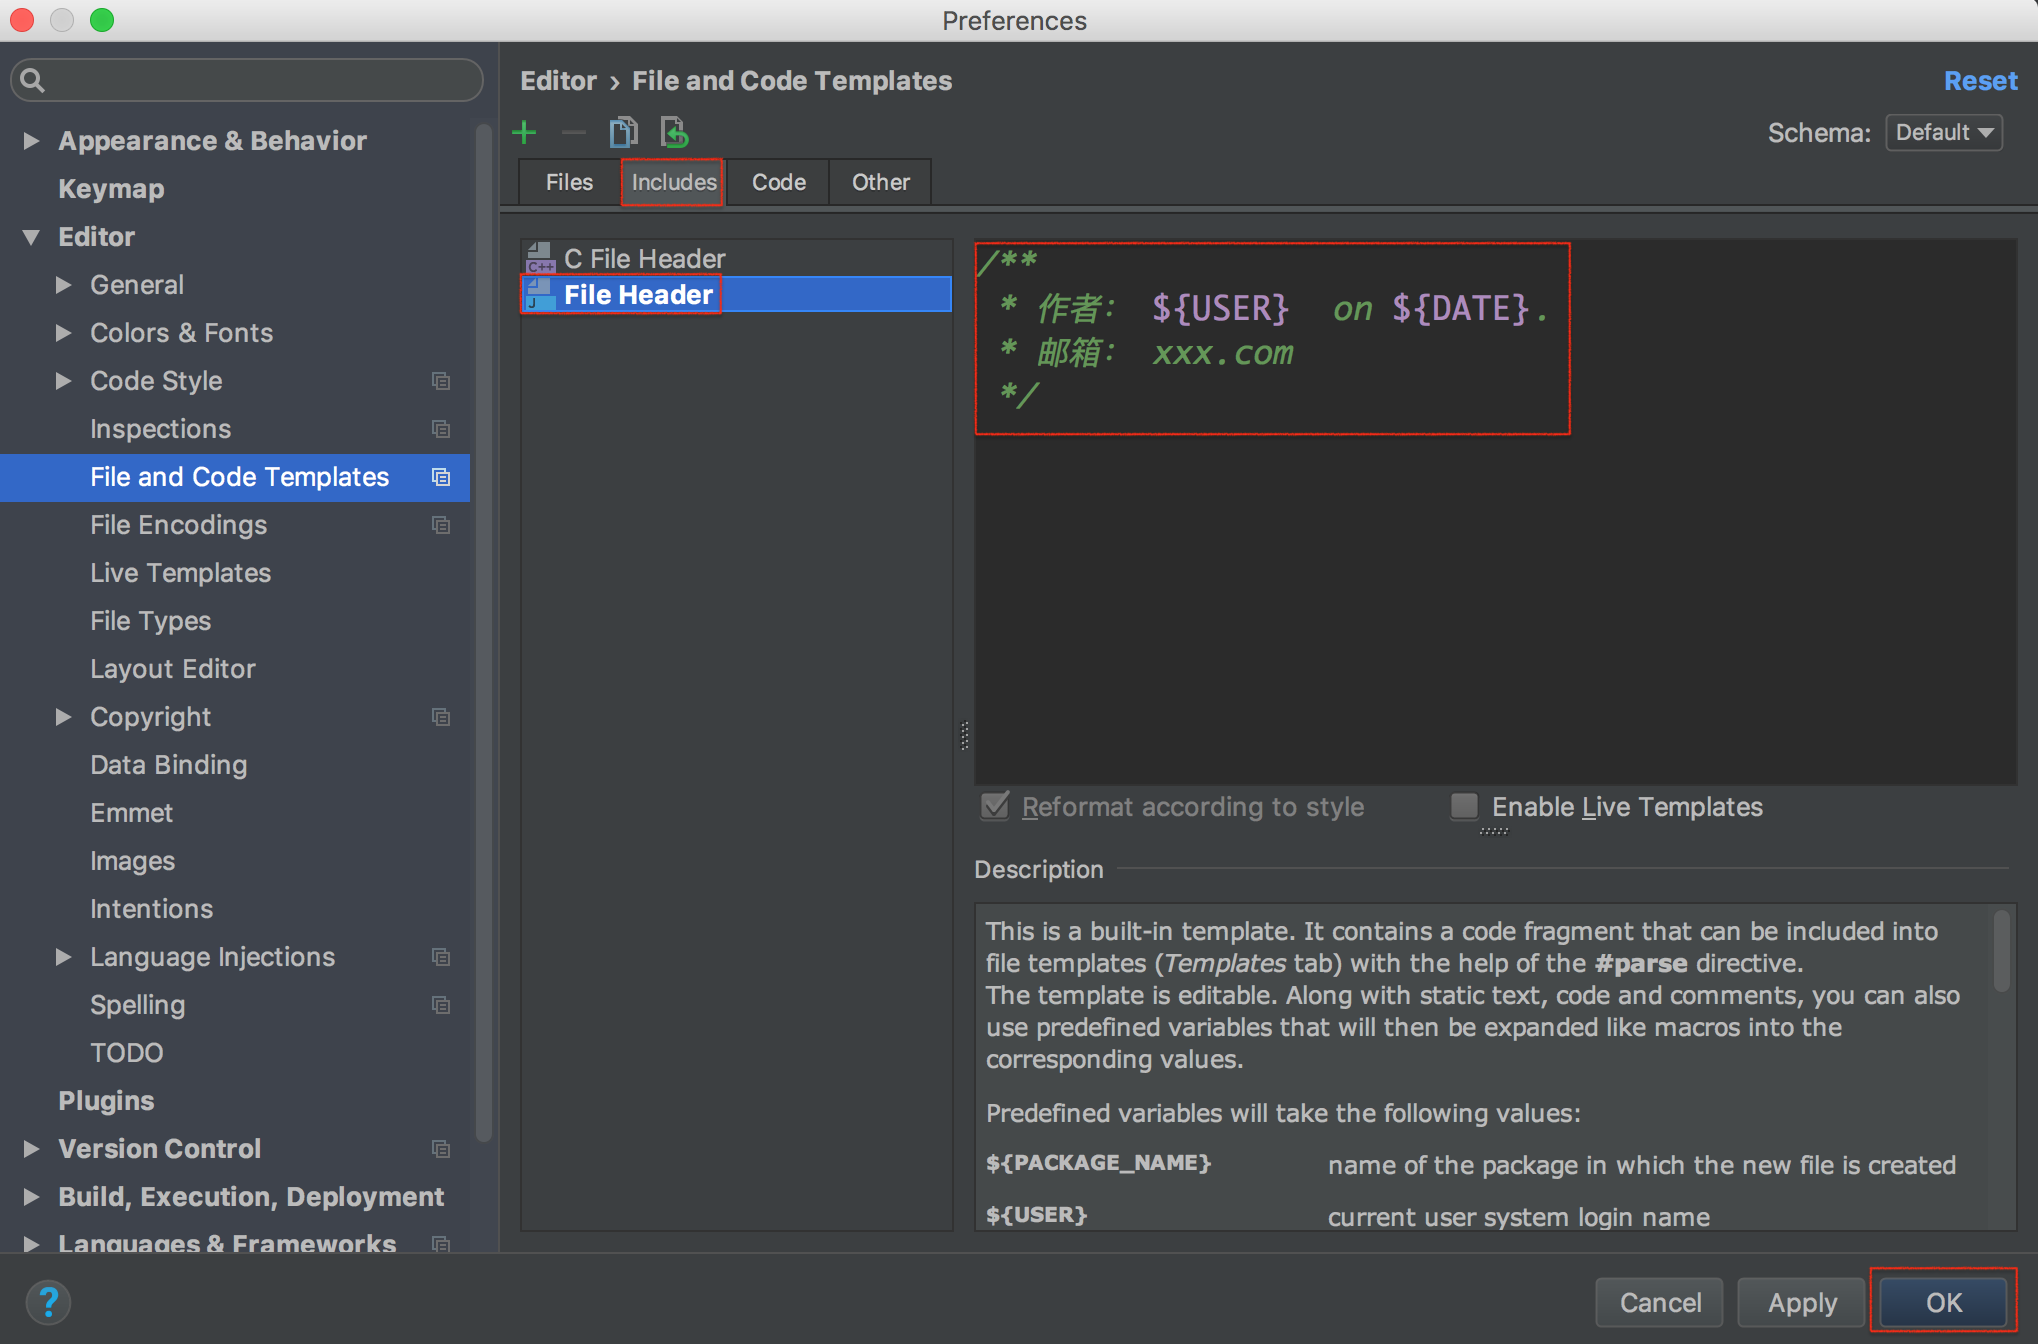 Preferences
Appearance & Behavior
Keymap
Editor
General
Colors & Fonts
Code Style
Inspections
File and Code Templates
File Encodings
Live Templates
File Types
Layout Editor
Copyright
Data Binding
Emmet
Images
Intentions
Language Injections
Spelling
TODO
Plugins
Version Control
Build, Execution, Deployment
Languages & Frameworks
Editor › File and Code Templates
Reset
Schema: Default
Files Includes Code Other
C++ C File Header
J File Header
/**
* 作者： ${USER} on ${DATE}.
* 邮箱： xxx.com
*/
Reformat according to style
Enable Live Templates
Description
This is a built-in template. It contains a code fragment that can be included into
file templates (Templates tab) with the help of the #parse directive.
The template is editable. Along with static text, code and comments, you can also
use predefined variables that will then be expanded like macros into the
corresponding values.
Predefined variables will take the following values:
${PACKAGE_NAME} name of the package in which the new file is created
${USER} current user system login name
?
Cancel
Apply
OK